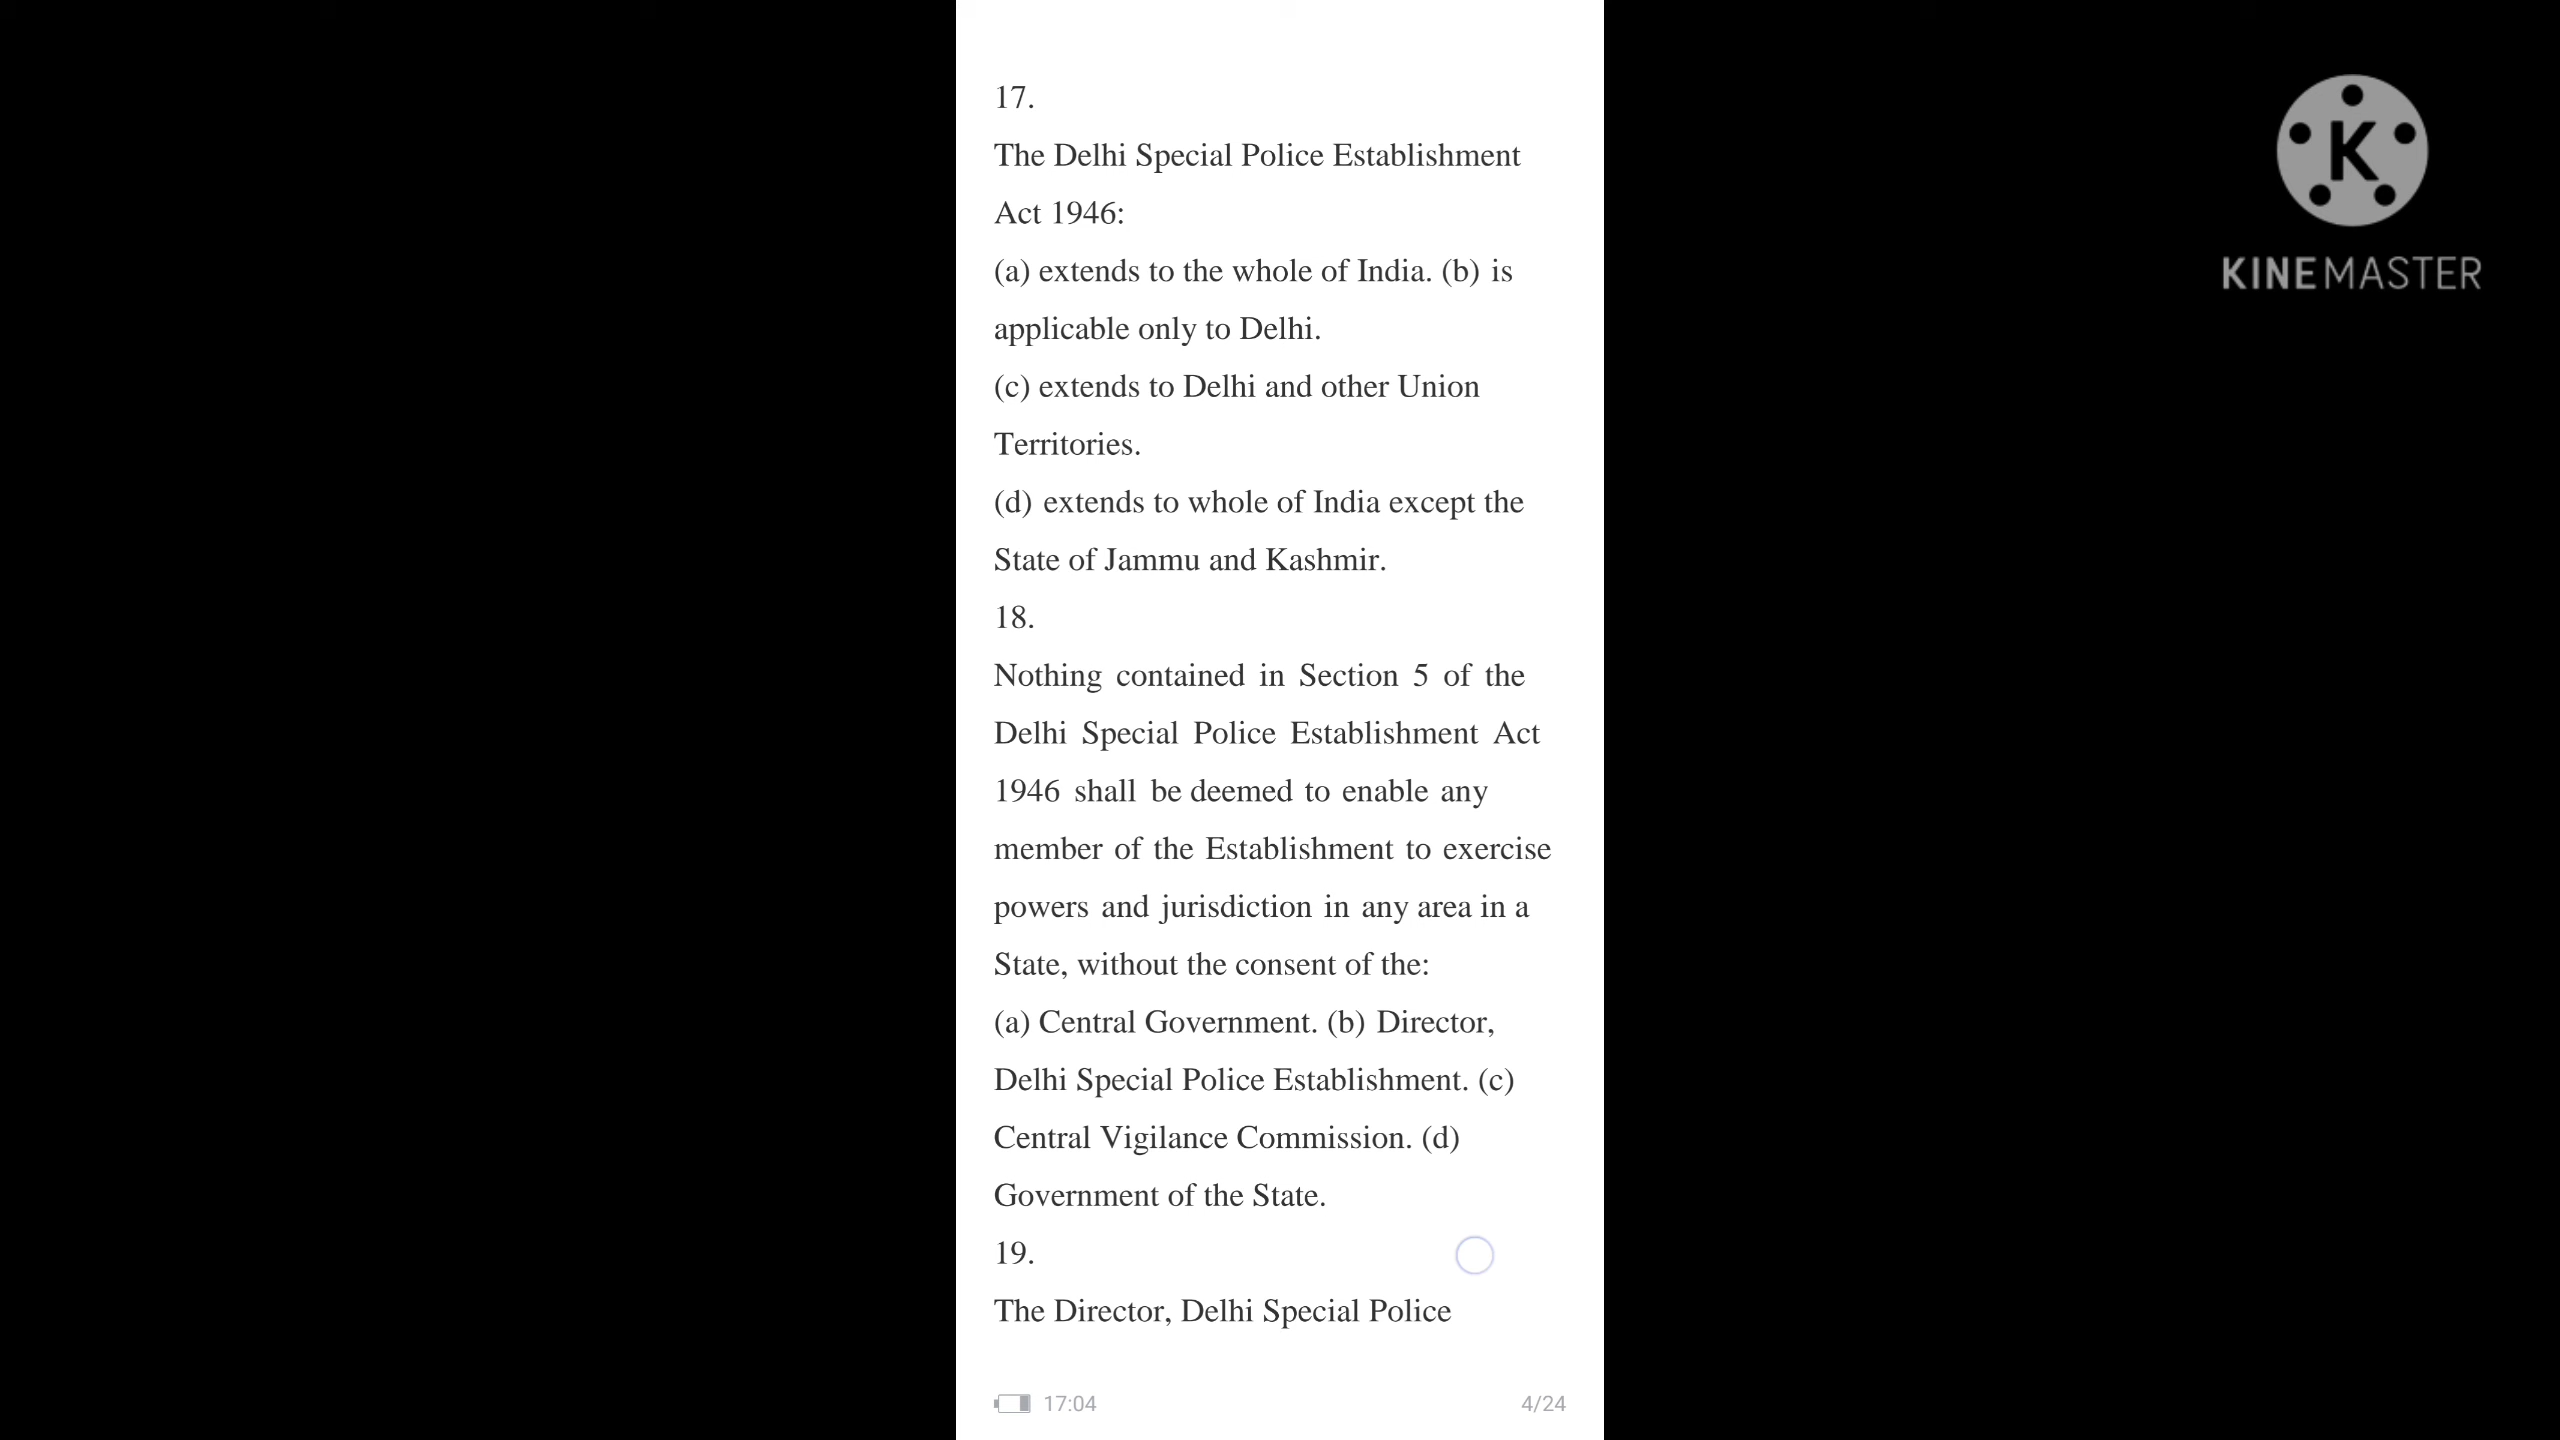 17.
The Delhi Special Police Establishment
Act 1946:
(a) extends to the whole of India. (b) is
applicable only to Delhi.
(c) extends to Delhi and other Union
Territories.
(d) extends to whole of India except the
State of Jammu and Kashmir.
18.
Nothing contained in Section 5 of the
Delhi Special Police Establishment Act
1946 shall be deemed to enable any
member of the Establishment to exercise
powers and jurisdiction in any area in a
State, without the consent of the:
(a) Central Government. (b) Director,
Delhi Special Police Establishment. (c)
Central Vigilance Commission. (d)
Government of the State.
19.
The Director, Delhi Special Police
17:04
4/24
K
KINEMASTER